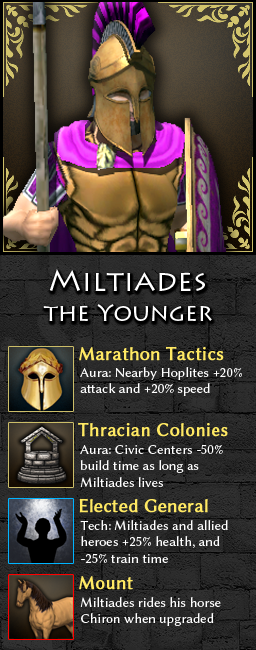 Miltiades
the Younger
Marathon Tactics
Aura: Nearby Hoplites +20%
attack and +20% speed
Thracian Colonies
Aura: Civic Centers -50%
build time as long as
Miltiades lives
Elected General
Tech: Miltiades and allied
heroes +25% health, and
-25% train time
Mount
Miltiades rides his horse
Chiron when upgraded